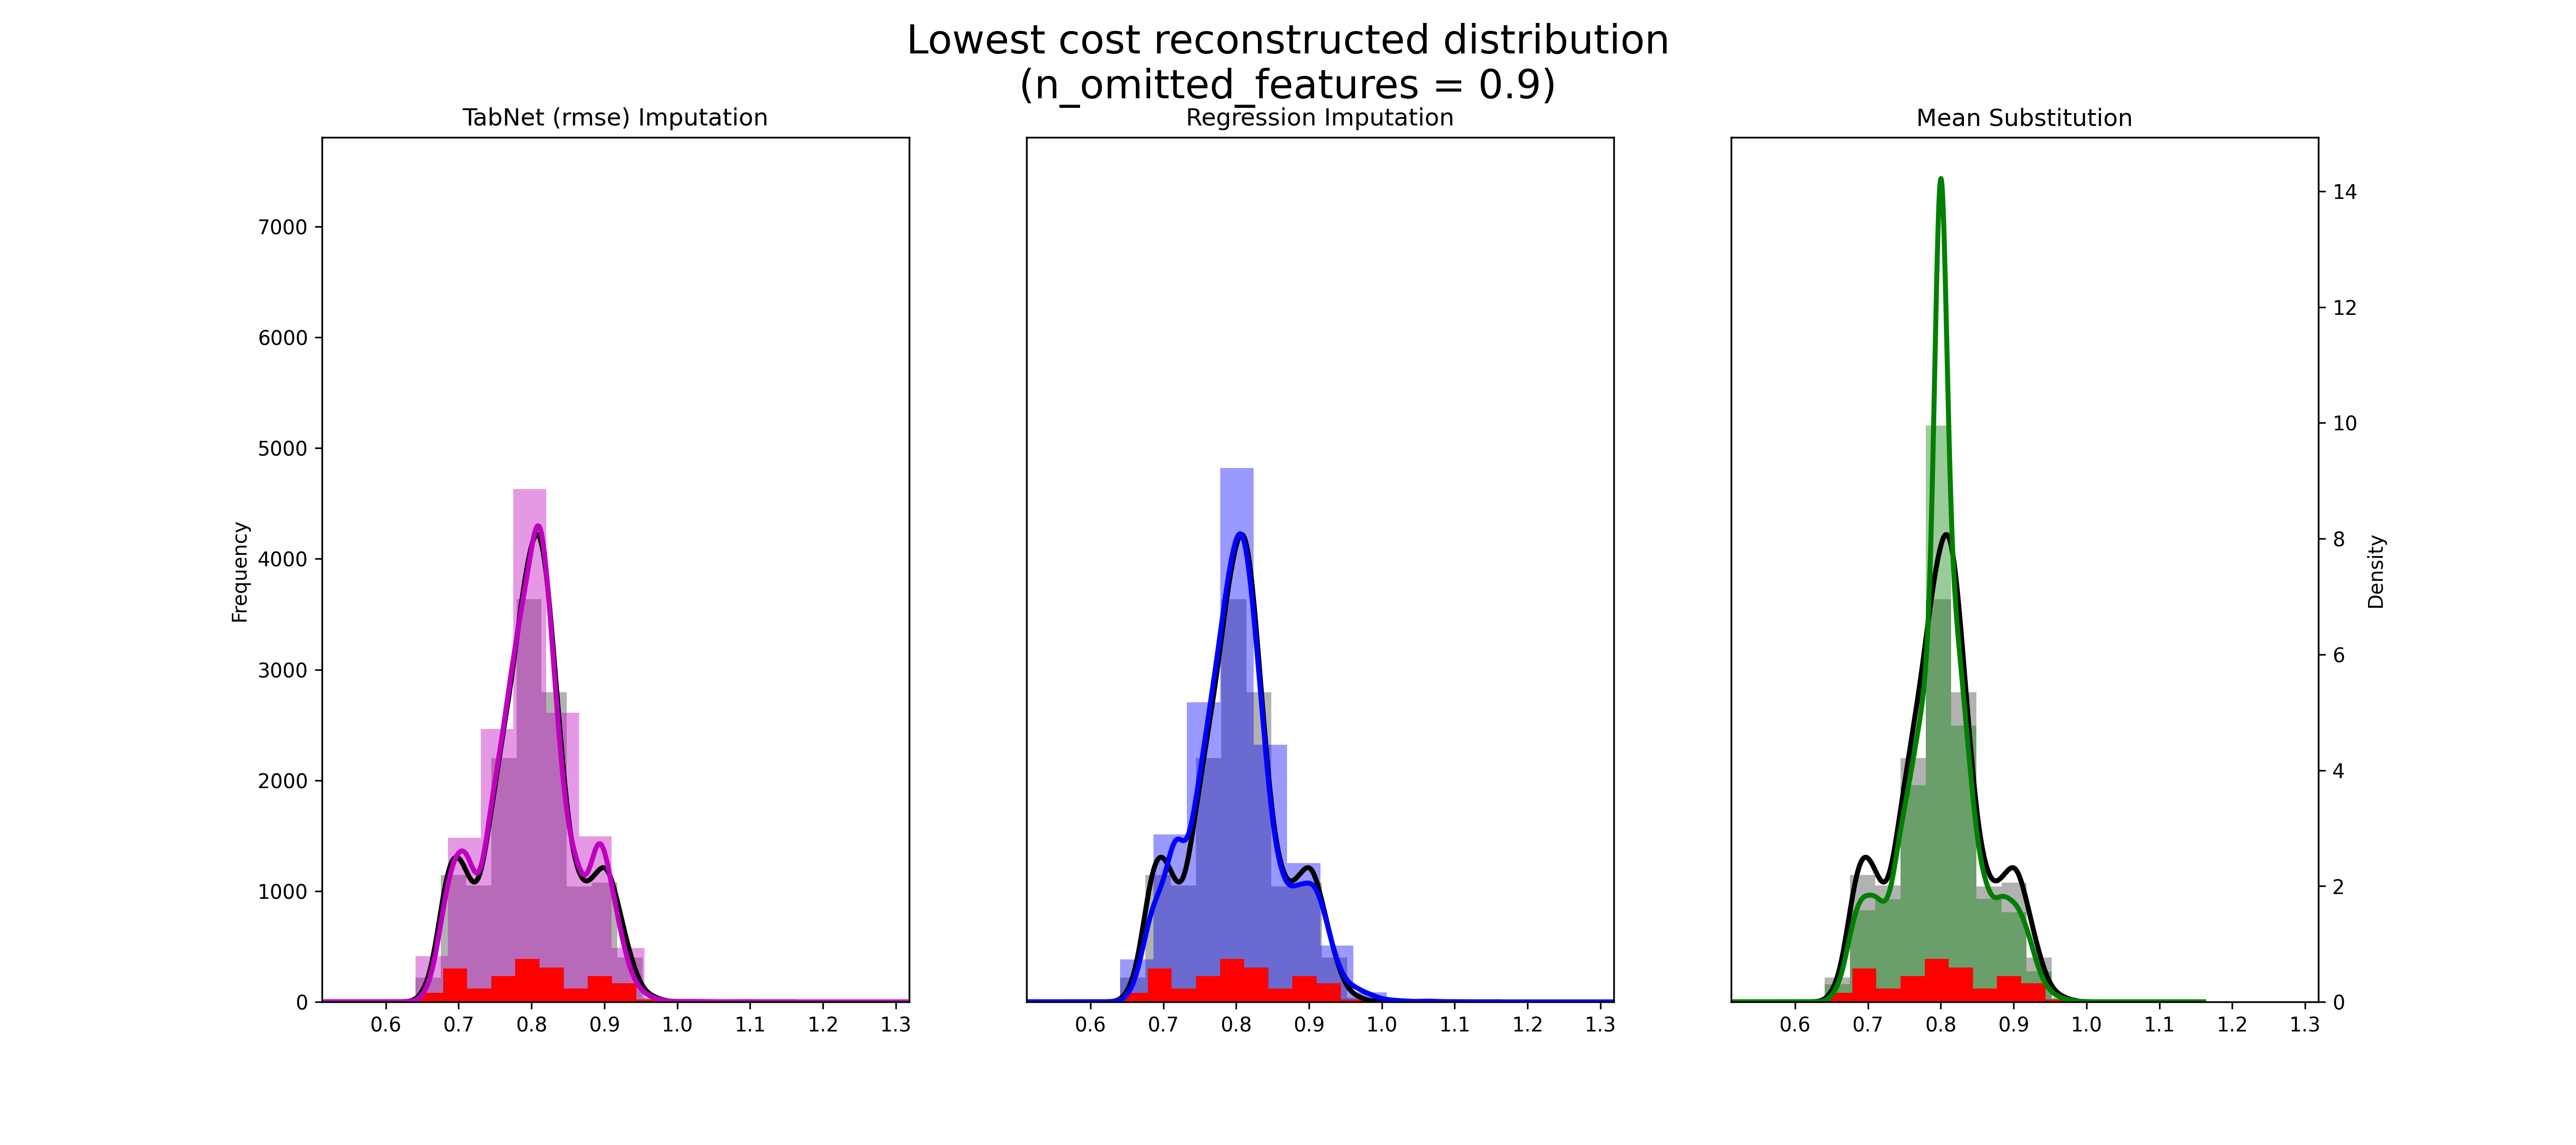 Lowest cost reconstructed distribution
(n_omitted_features = 0.9)
TabNet (rmse) Imputation
Regression Imputation
Mean Substitution
Frequency
7000
6000
5000
4000
3000
2000
1000
0
0.6 0.7 0.8 0.9 1.0 1.1 1.2 1.3
0.6 0.7 0.8 0.9 1.0 1.1 1.2 1.3
0.6 0.7 0.8 0.9 1.0 1.1 1.2 1.3
14
12
10
8
6
4
2
0
Density